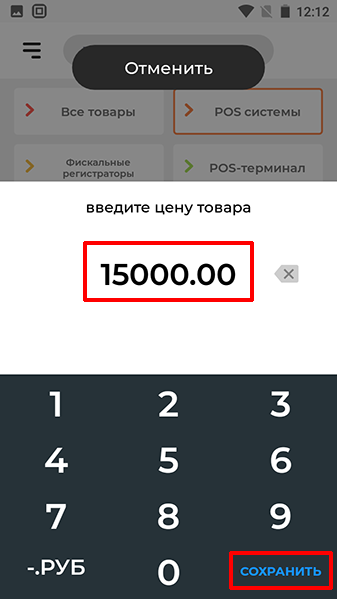 12:12
Отменить
Все товары
POS системы
Фискальные
регистраторы
POS-терминал
введите цену товара
15000.00
1 2 3
4 5 6
7 8 9
-.РУБ 0 СОХРАНИТЬ